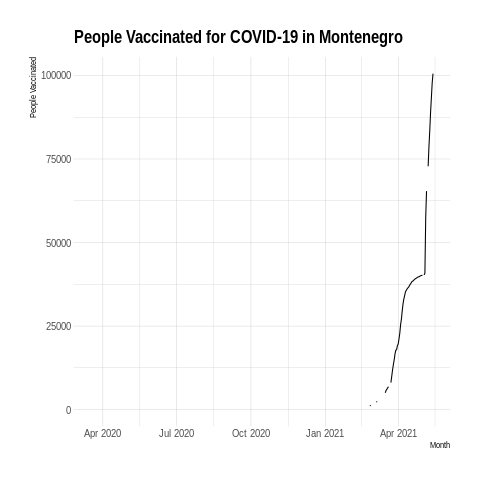 People Vaccinated for COVID-19 in Montenegro
People Vaccinated
100000
75000
50000
25000
0
Apr 2020 Jul 2020 Oct 2020 Jan 2021 Apr 2021
Month